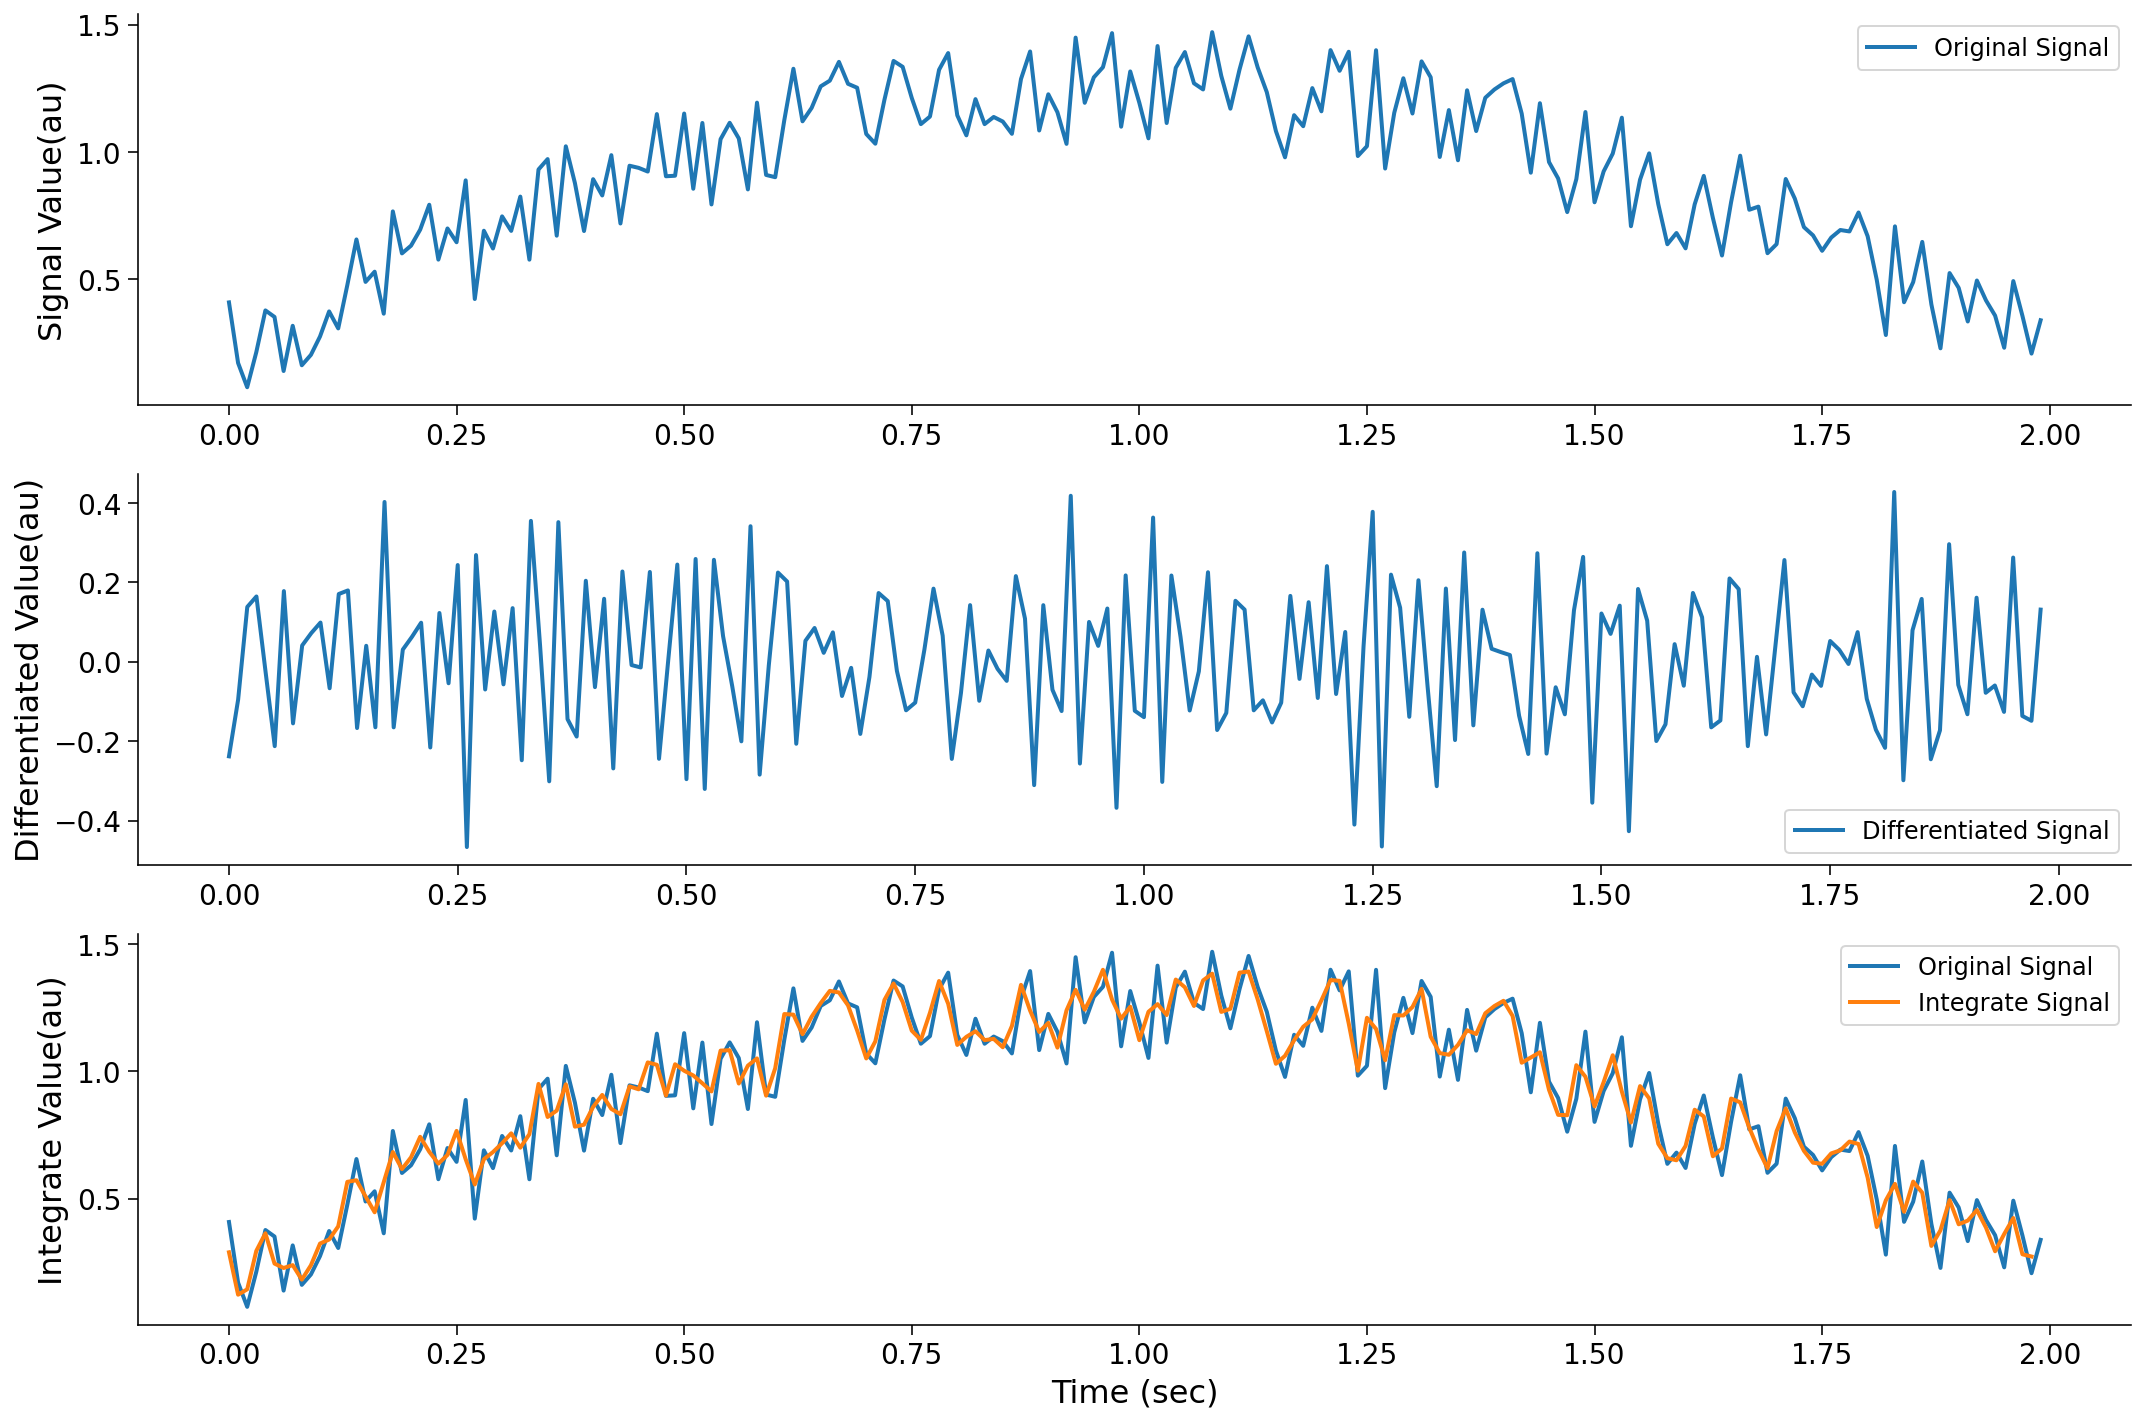 Signal Value(au)
1.5
1.0
0.5
Original Signal
0.00 0.25 0.50 0.75 1.00 1.25 1.50 1.75 2.00
Differentiated Value(au)
0.4
0.2
0.0
−0.2
−0.4
Differentiated Signal
0.00 0.25 0.50 0.75 1.00 1.25 1.50 1.75 2.00
Integrate Value(au)
1.5
1.0
0.5
Original Signal
Integrate Signal
0.00 0.25 0.50 0.75 1.00 1.25 1.50 1.75 2.00
Time (sec)